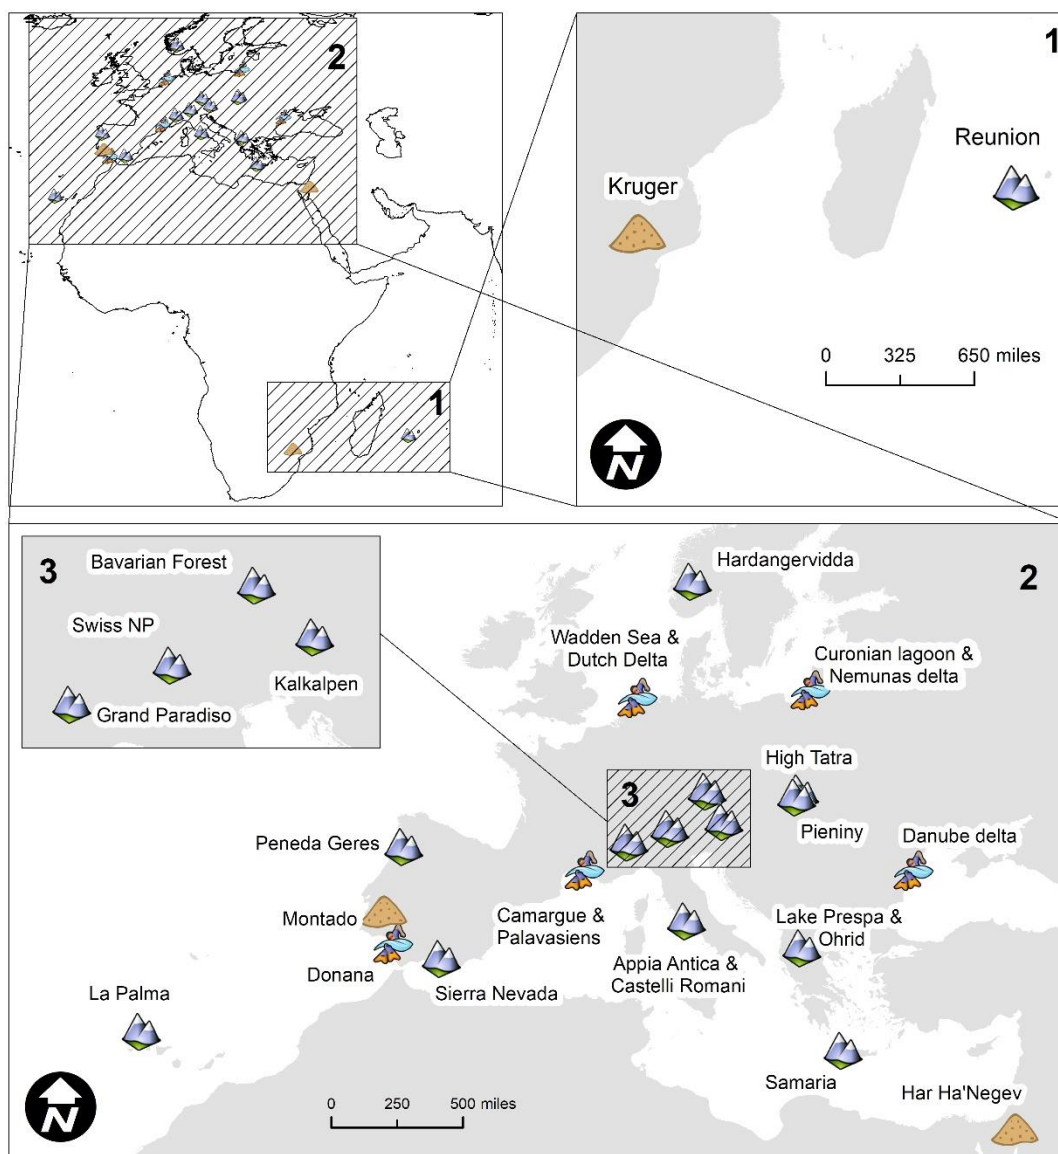 2
1
1
Reunion
Kruger
0 325 650 miles
N
3
Bavarian Forest
Swiss NP
Kalkalpen
Grand Paradiso
2
Hardangervidda
Wadden Sea &
Dutch Delta
Curonian lagoon &
Nemunas delta
High Tatra
3
Pieniny
Peneda Geres
Danube delta
Montado
Camargue &
Palavasiens
Lake Prespa &
Ohrid
Donana
Sierra Nevada
Appia Antica &
Castelli Romani
La Palma
Samaria
Har Ha'Negev
N
0 250 500 miles